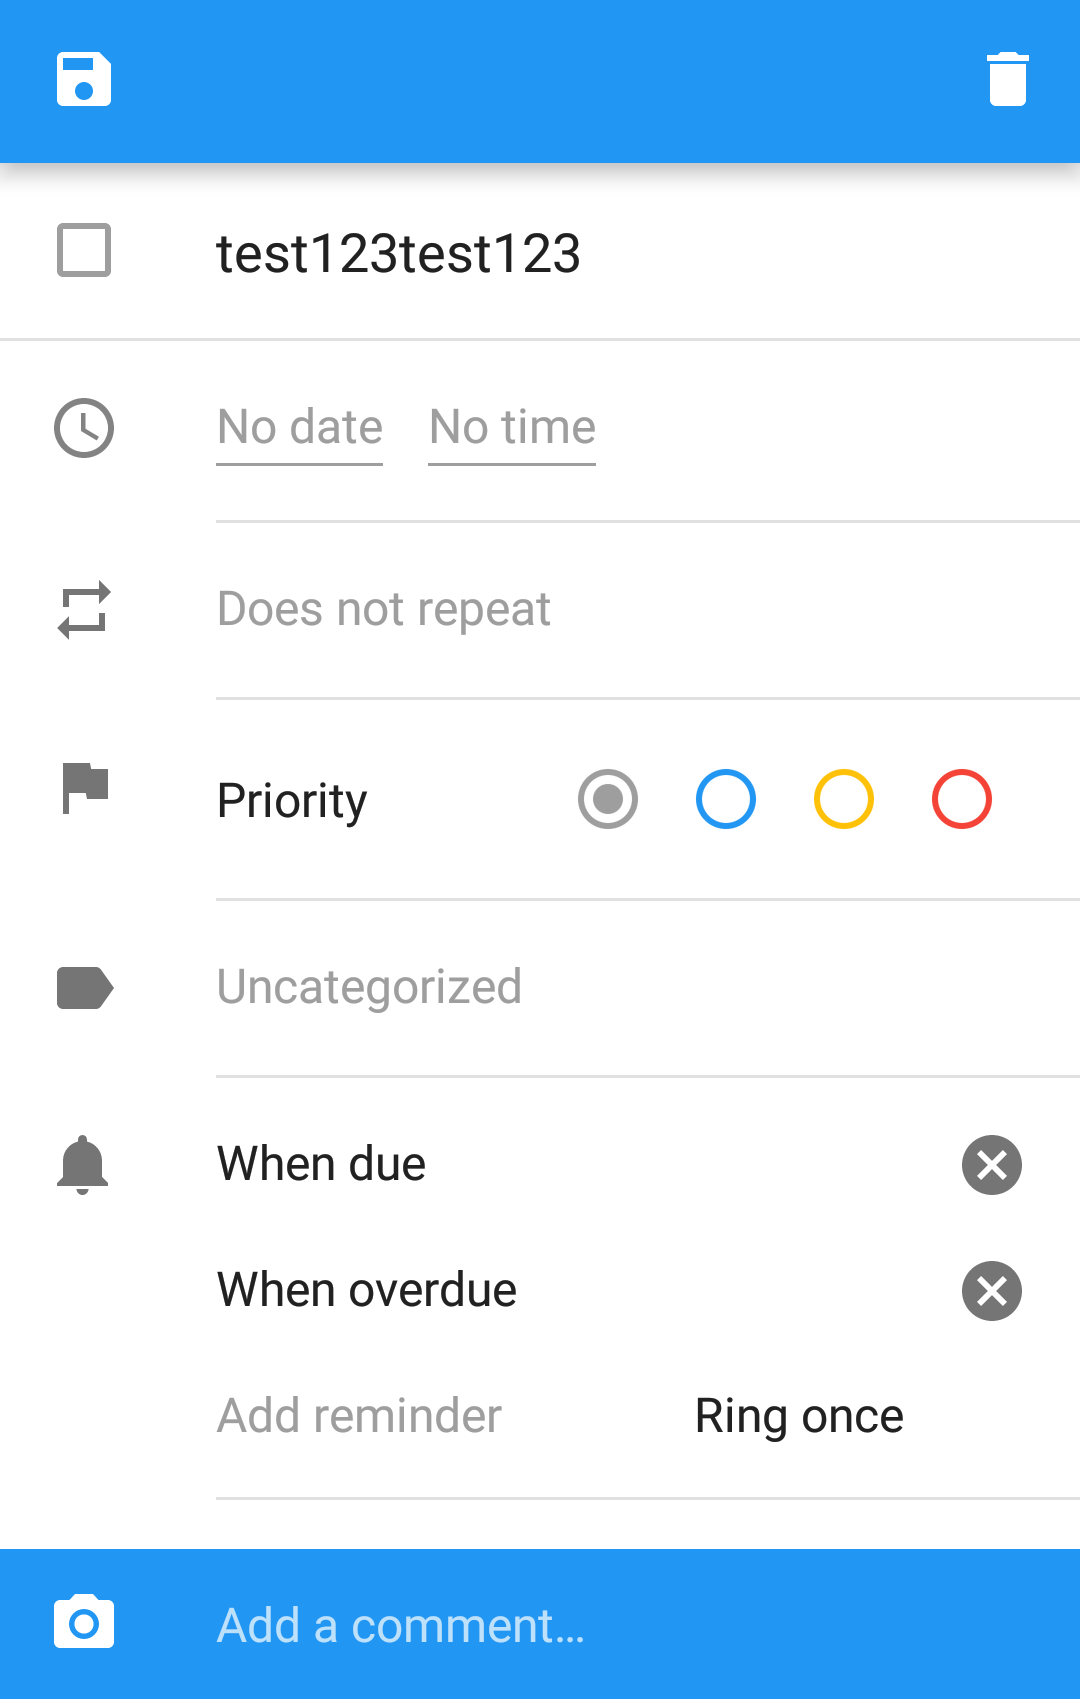 test123test123
No date No time
Does not repeat
Priority
Uncategorized
When due
When overdue
Add reminder Ring once
Add a comment...